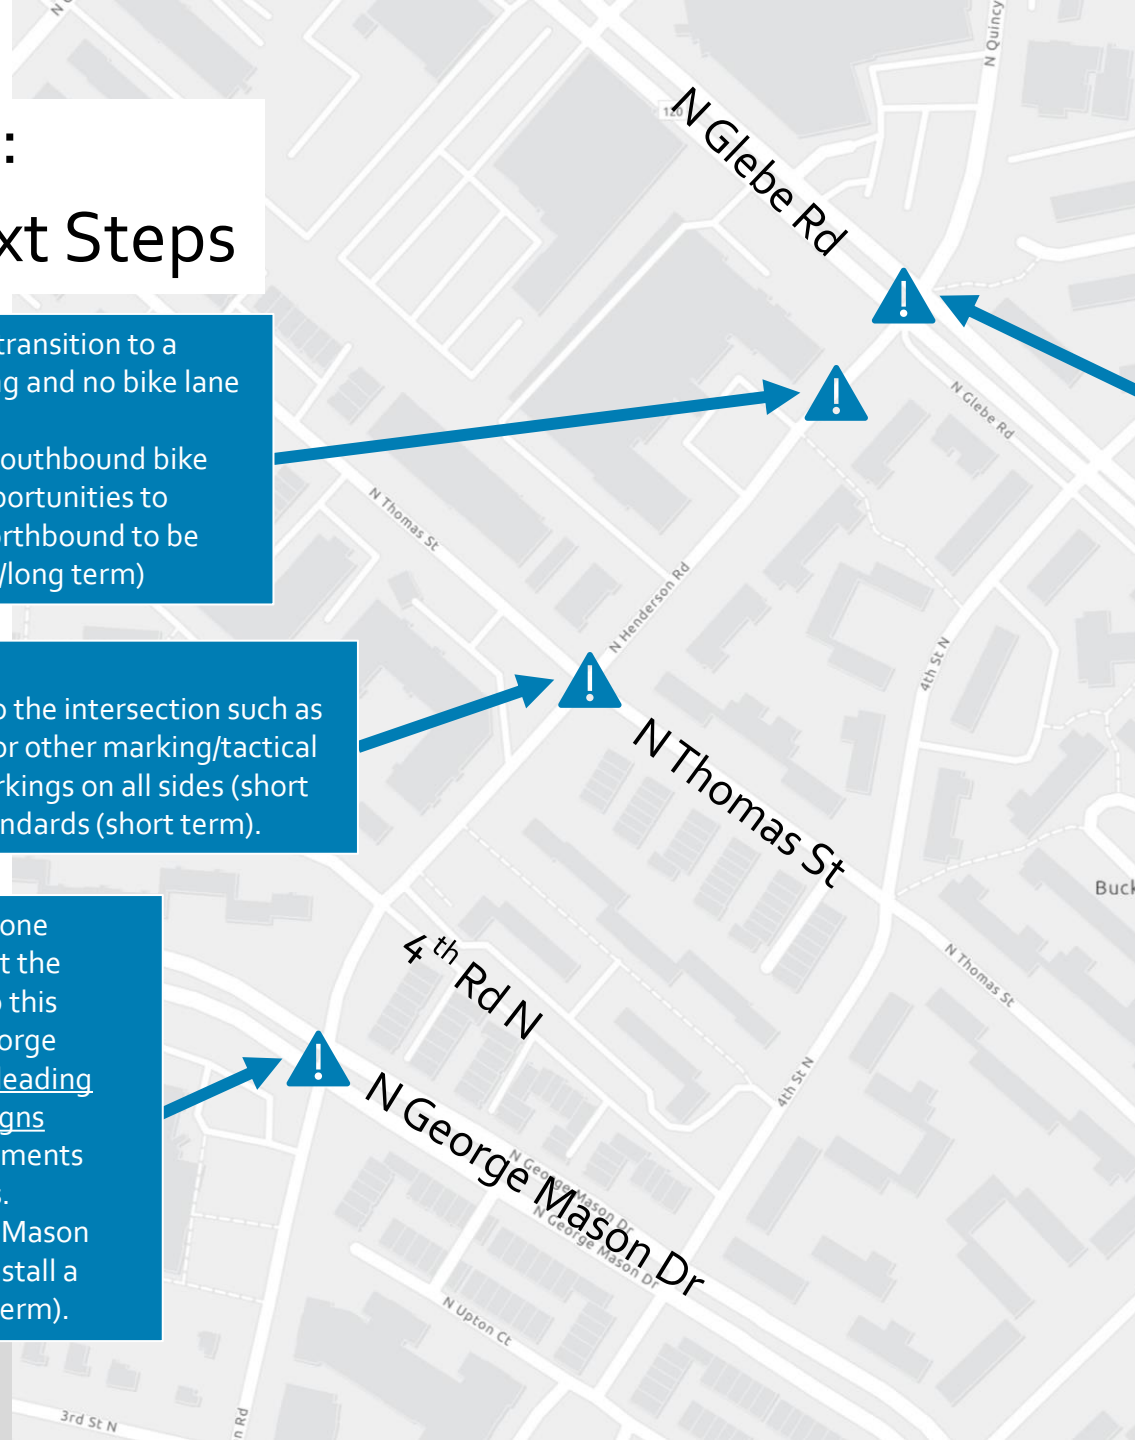 :
xt Steps
transition to a
g and no bike lane
outhbound bike
portunities to
rthbound to be
/long term)
o the intersection such as
or other marking/tactical
rkings on all sides (short
ndards (short term).
one
t the
o this
orge
leading
gns
ments
s.
Mason
stall a
erm).
N Glebe Rd
120
N Quincy
N Glebe Rd
N Thomas St
N Henderson Rd
4th St N
N Thomas St
Buck
N Thomas St
4th Rd N
4th St N
N George Mason Dr
N George Mason Dr
N George Mason Dr
N Upton Ct
3rd St N
n Rd